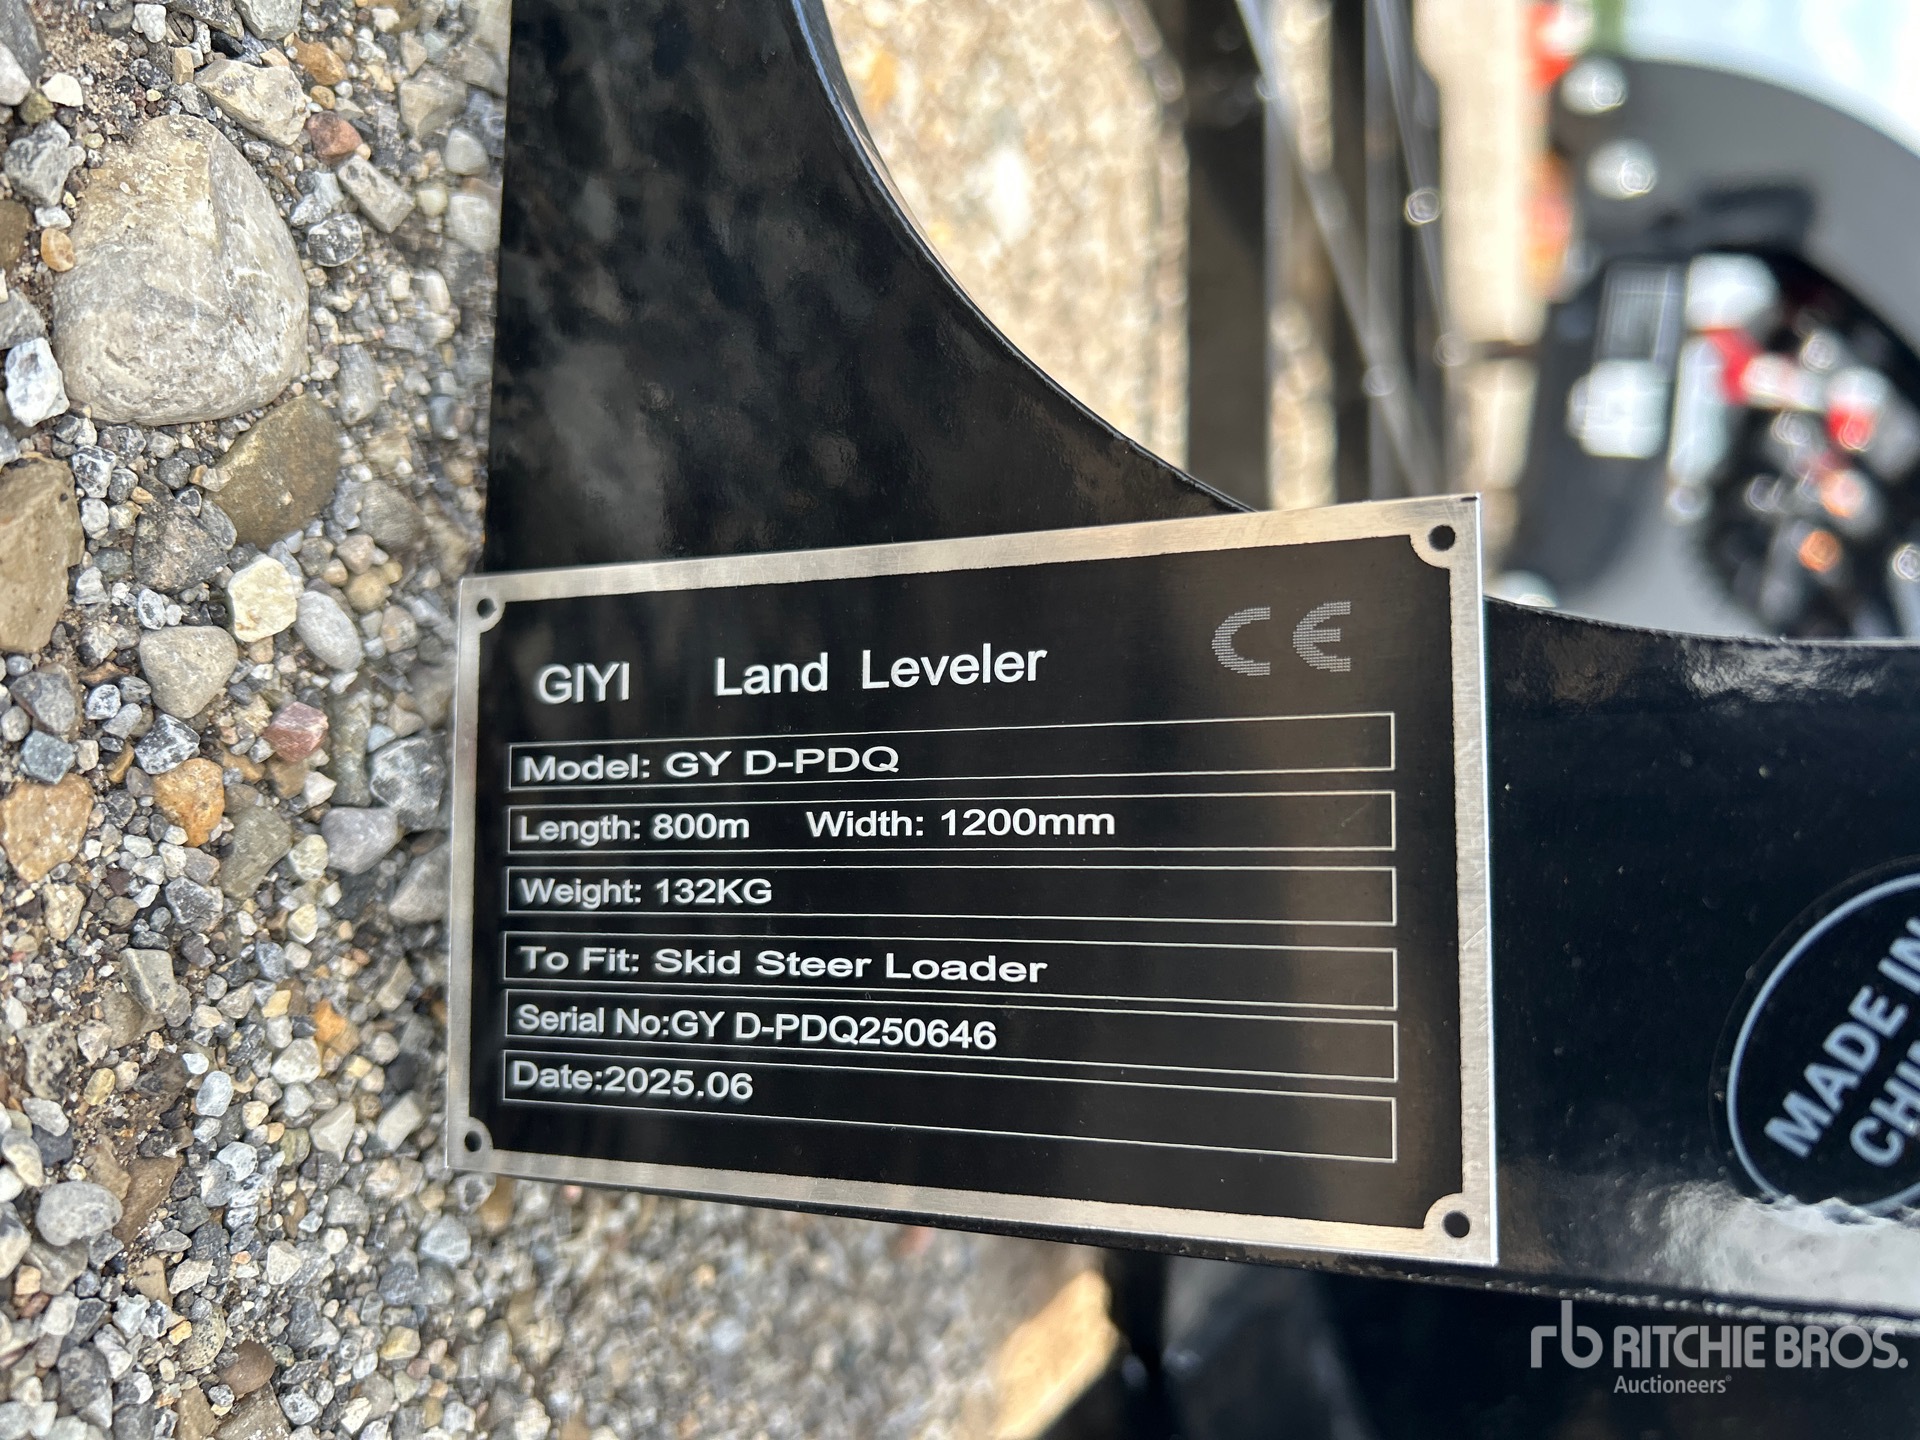 GIYI Land Leveler CE
Model: GY D-PDQ
Length: 800m Width: 1200mm
Weight: 132KG
To Fit: Skid Steer Loader
Serial No:GY D-PDQ250646
Date:2025.06
MADE IN
rb RITCHIE BROS.
Auctioneers